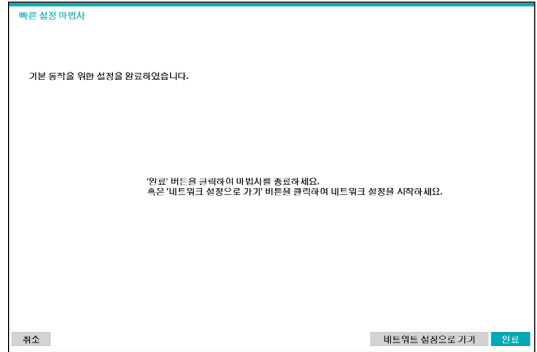 빠른 설정 마법사
기본 동작을 위한 설정을 완료하였습니다.
'완료' 버튼을 클릭하여 마법사를 종료하세요.
혹은 '네트워크 설정으로 가기' 버튼을 클릭하여 네트워크 설정을 시작하세요.
취소
네트워크 설정으로 가기
완료